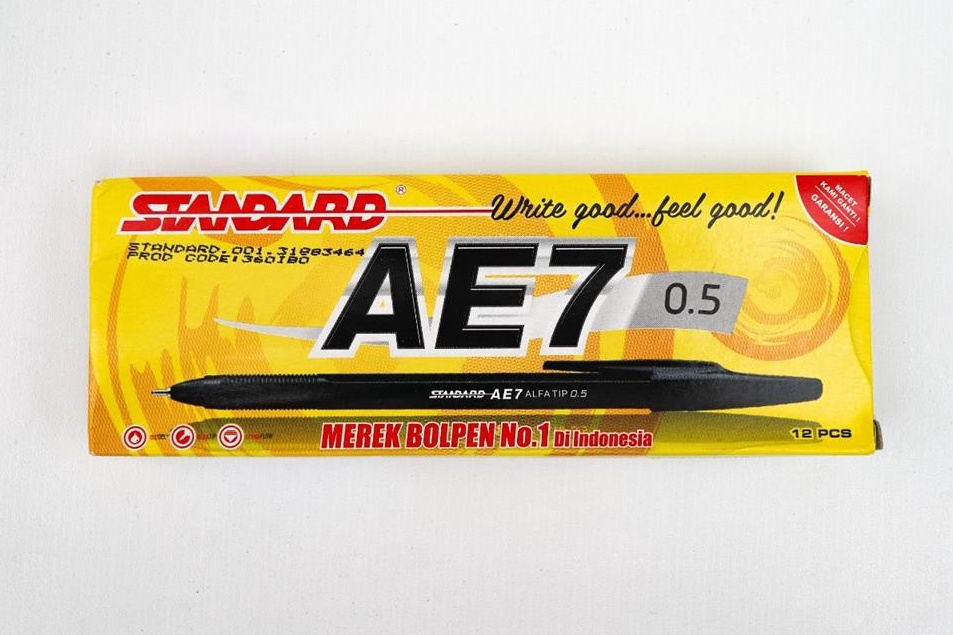 STANDARD®
Write good...feel good!
MACET
KAMI GANTI!
GARANSI!
STANDARD.001.31883464
PROD CODE:360IBO
AE7
0.5
STANDARD AE7 ALFA TIP 0.5
MEREK BOLPEN No.1 Di Indonesia
12 PCS